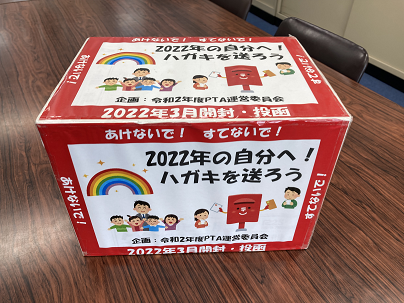 あけないで! すてないで!
2022年の自分へ!
ハガキを送ろう
企画:令和2年度PTA運営委員会
2022年3月開封・投函
あけないで! すてないで!
あけないで!
2022年の自分へ!
ハガキを送ろう
企画:令和2年度PTA運営委員会
2022年3月開封・投函